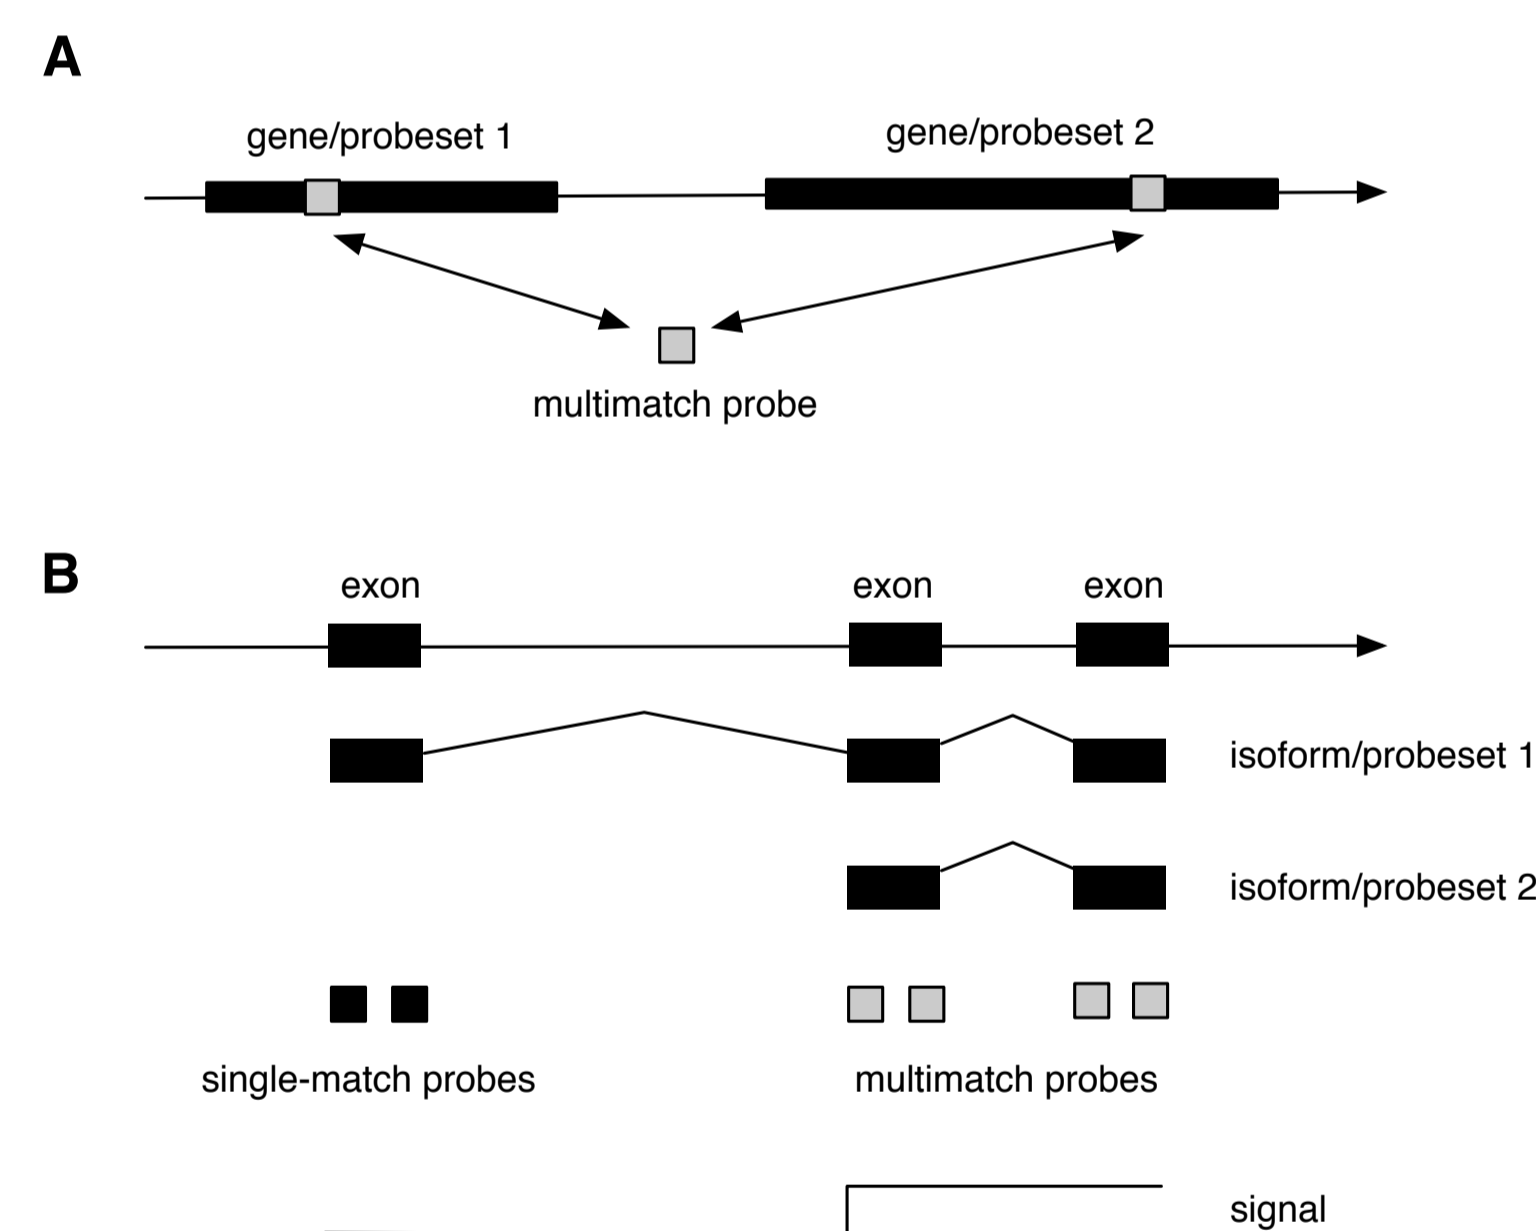 A
gene/probeset 1
gene/probeset 2
multimatch probe
B
exon
exon
exon
isoform/probeset 1
isoform/probeset 2
single-match probes
multimatch probes
signal